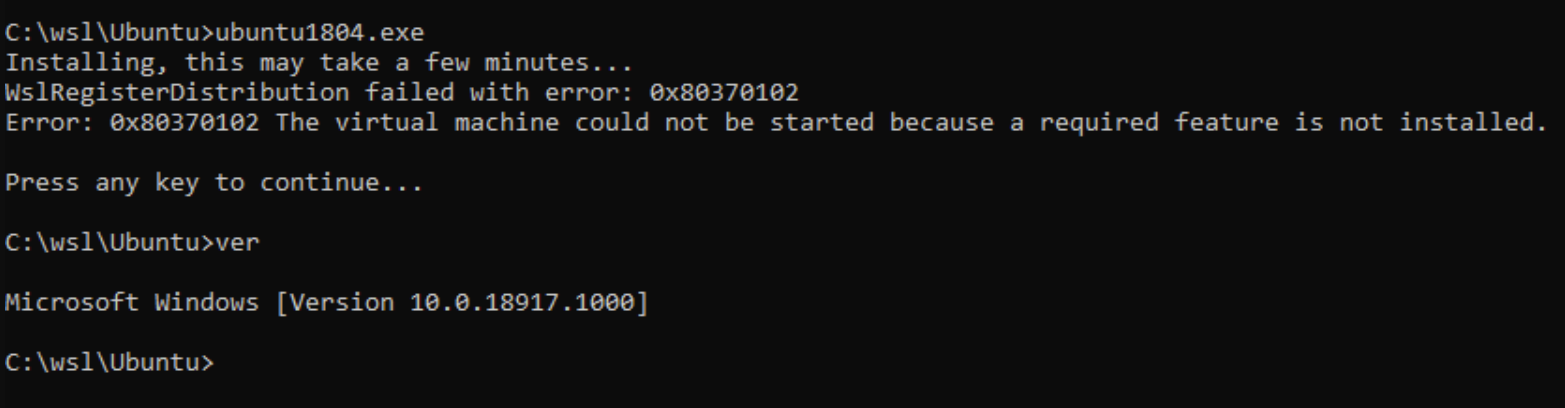 C:\wsl\Ubuntu>ubuntu1804.exe
Installing, this may take a few minutes...
WslRegisterDistribution failed with error: 0x80370102
Error: 0x80370102 The virtual machine could not be started because a required feature is not installed.
Press any key to continue...
C:\wsl\Ubuntu>ver
Microsoft Windows [Version 10.0.18917.1000]
C:\wsl\Ubuntu>